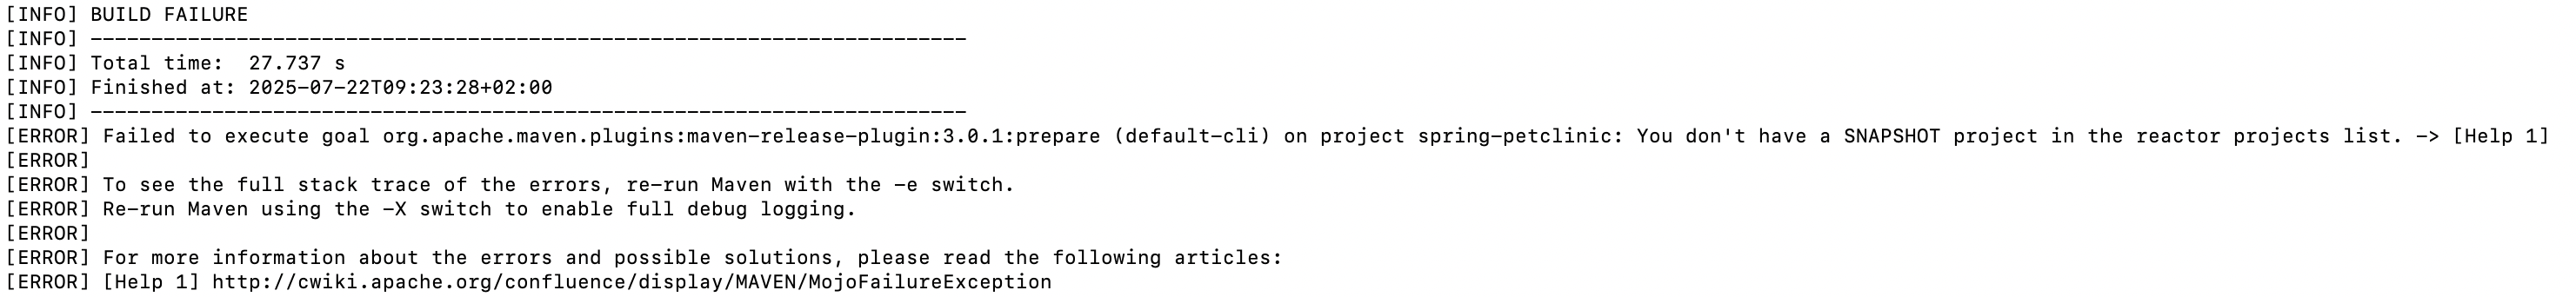 [INFO] BUILD FAILURE
[INFO] ------------------------------------------------------------------------
[INFO] Total time:  27.737 s
[INFO] Finished at: 2025-07-22T09:23:28+02:00
[INFO] ------------------------------------------------------------------------
[ERROR] Failed to execute goal org.apache.maven.plugins:maven-release-plugin:3.0.1:prepare (default-cli) on project spring-petclinic: You don't have a SNAPSHOT project in the reactor projects list. -> [Help 1]
[ERROR]
[ERROR] To see the full stack trace of the errors, re-run Maven with the -e switch.
[ERROR] Re-run Maven using the -X switch to enable full debug logging.
[ERROR]
[ERROR] For more information about the errors and possible solutions, please read the following articles:
[ERROR] [Help 1] http://cwiki.apache.org/confluence/display/MAVEN/MojoFailureException